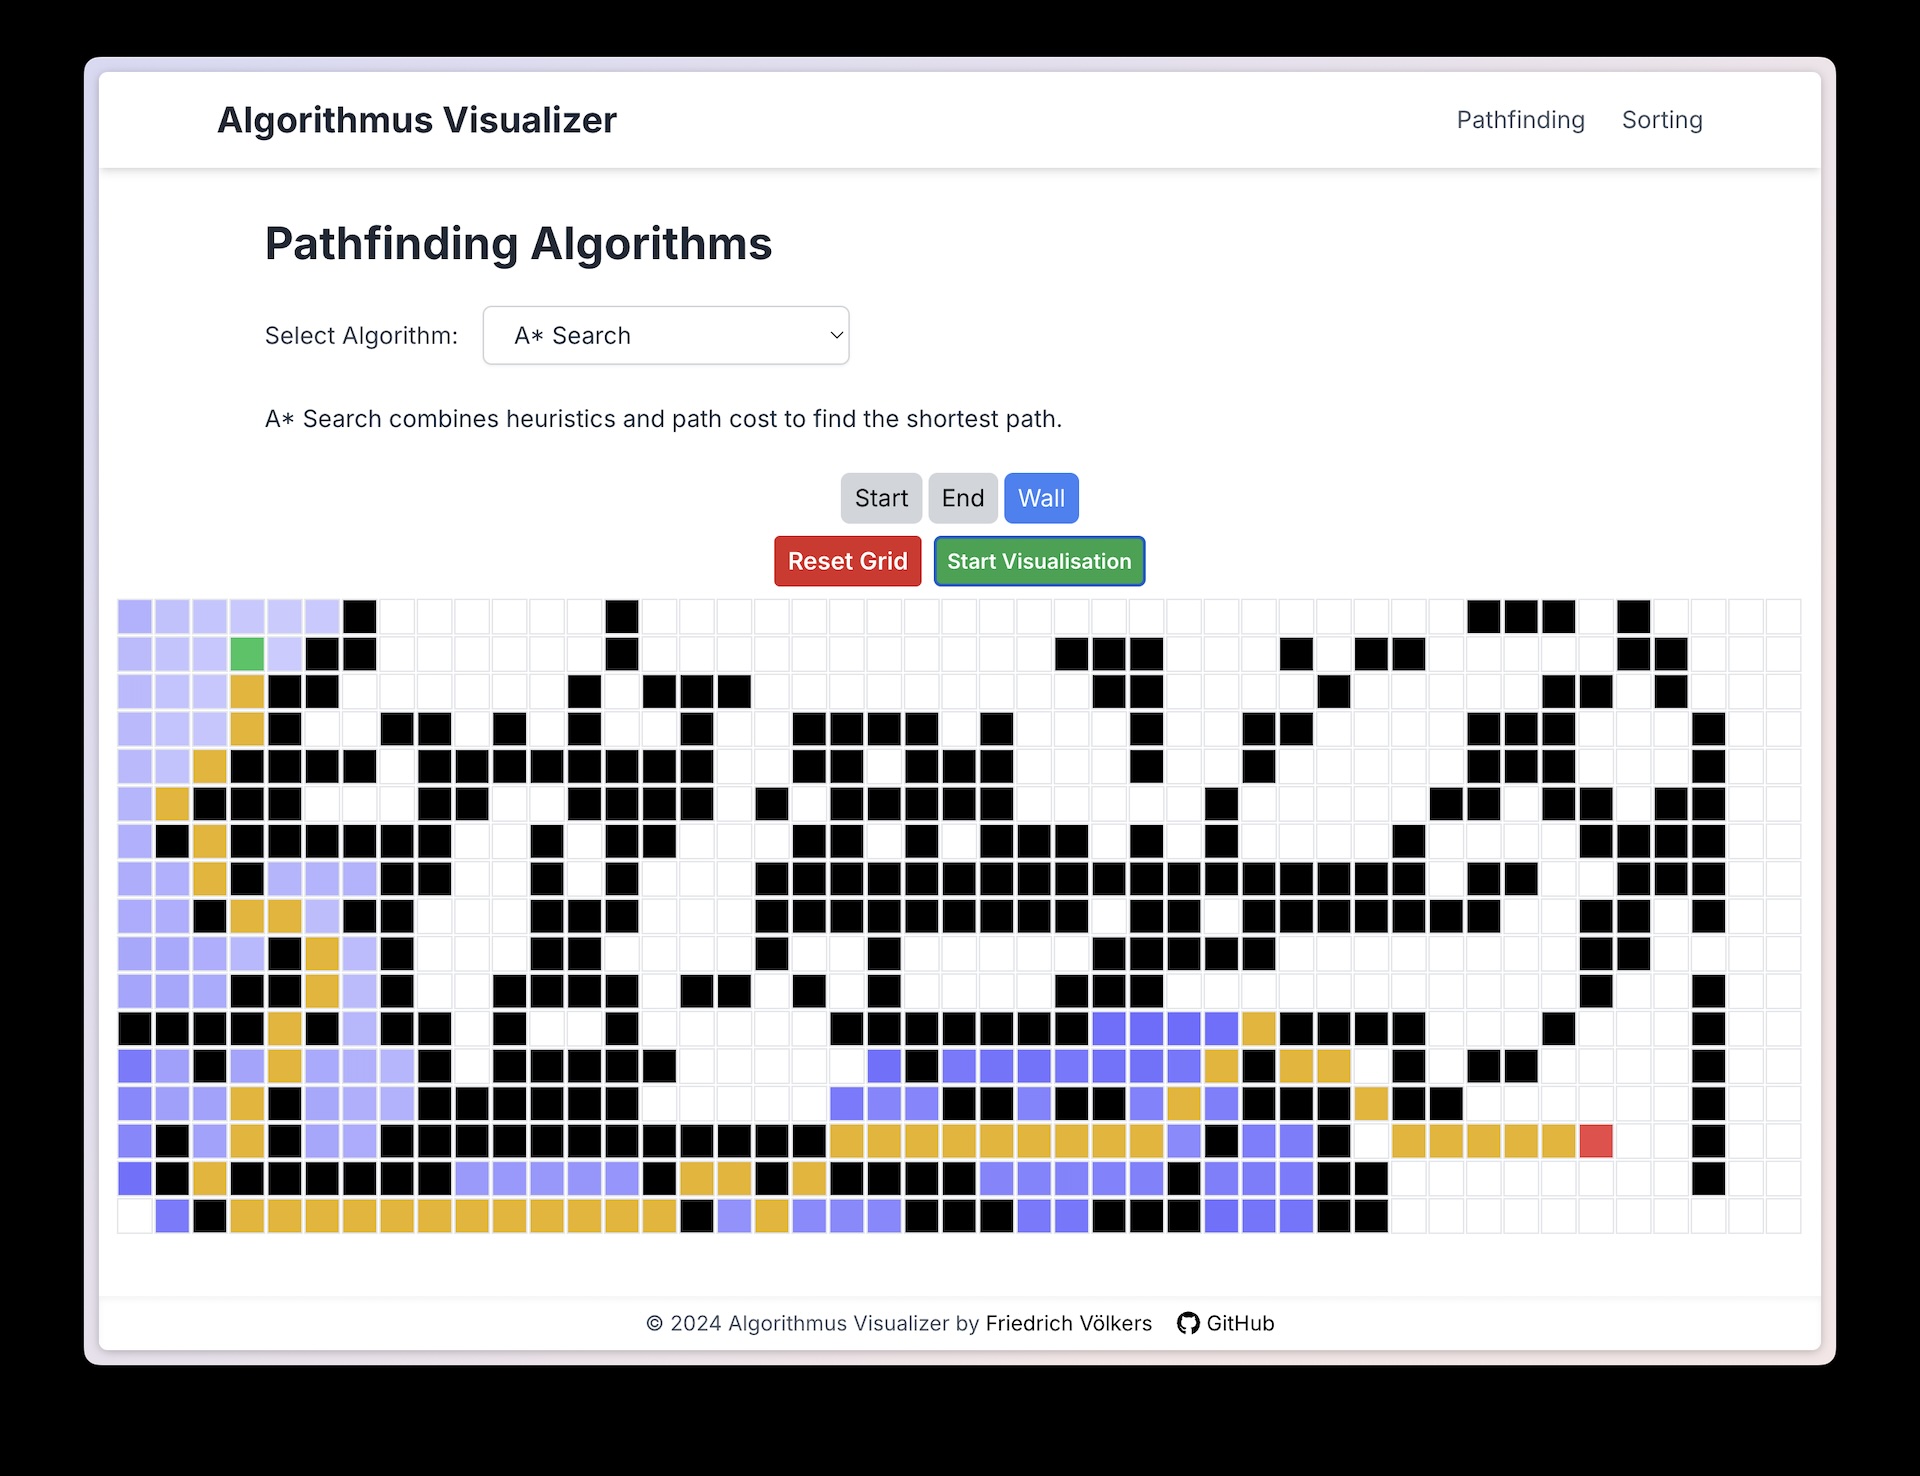 Algorithmus Visualizer
Pathfinding Sorting
Pathfinding Algorithms
Select Algorithm: A* Search
A* Search combines heuristics and path cost to find the shortest path.
Start End Wall
Reset Grid Start Visualisation
© 2024 Algorithmus Visualizer by Friedrich Völkers GitHub